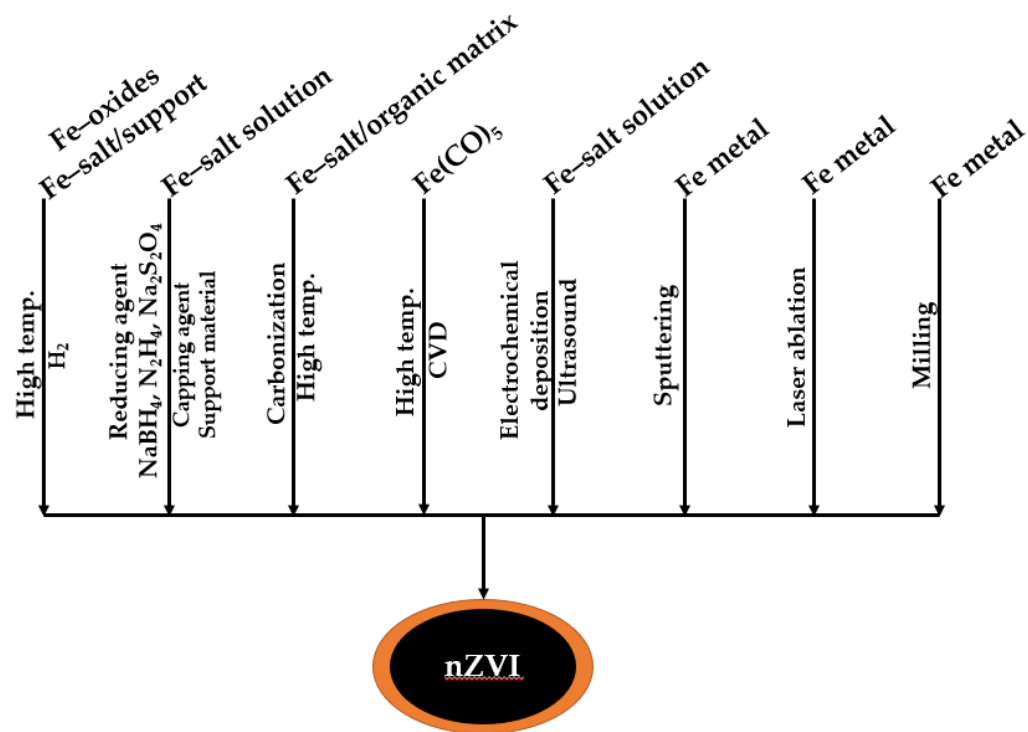 Fe–oxides
Fe–salt/support
Fe–salt solution
Fe–salt/organic matrix
Fe(CO)₅
Fe–salt solution
Fe metal
Fe metal
Fe metal
High temp.
H₂
Reducing agent
NaBH₄, N₂H₄, Na₂S₂O₄
Capping agent
Support material
Carbonization
High temp.
High temp.
CVD
Electrochemical
deposition
Ultrasound
Sputtering
Laser ablation
Milling
nZVI